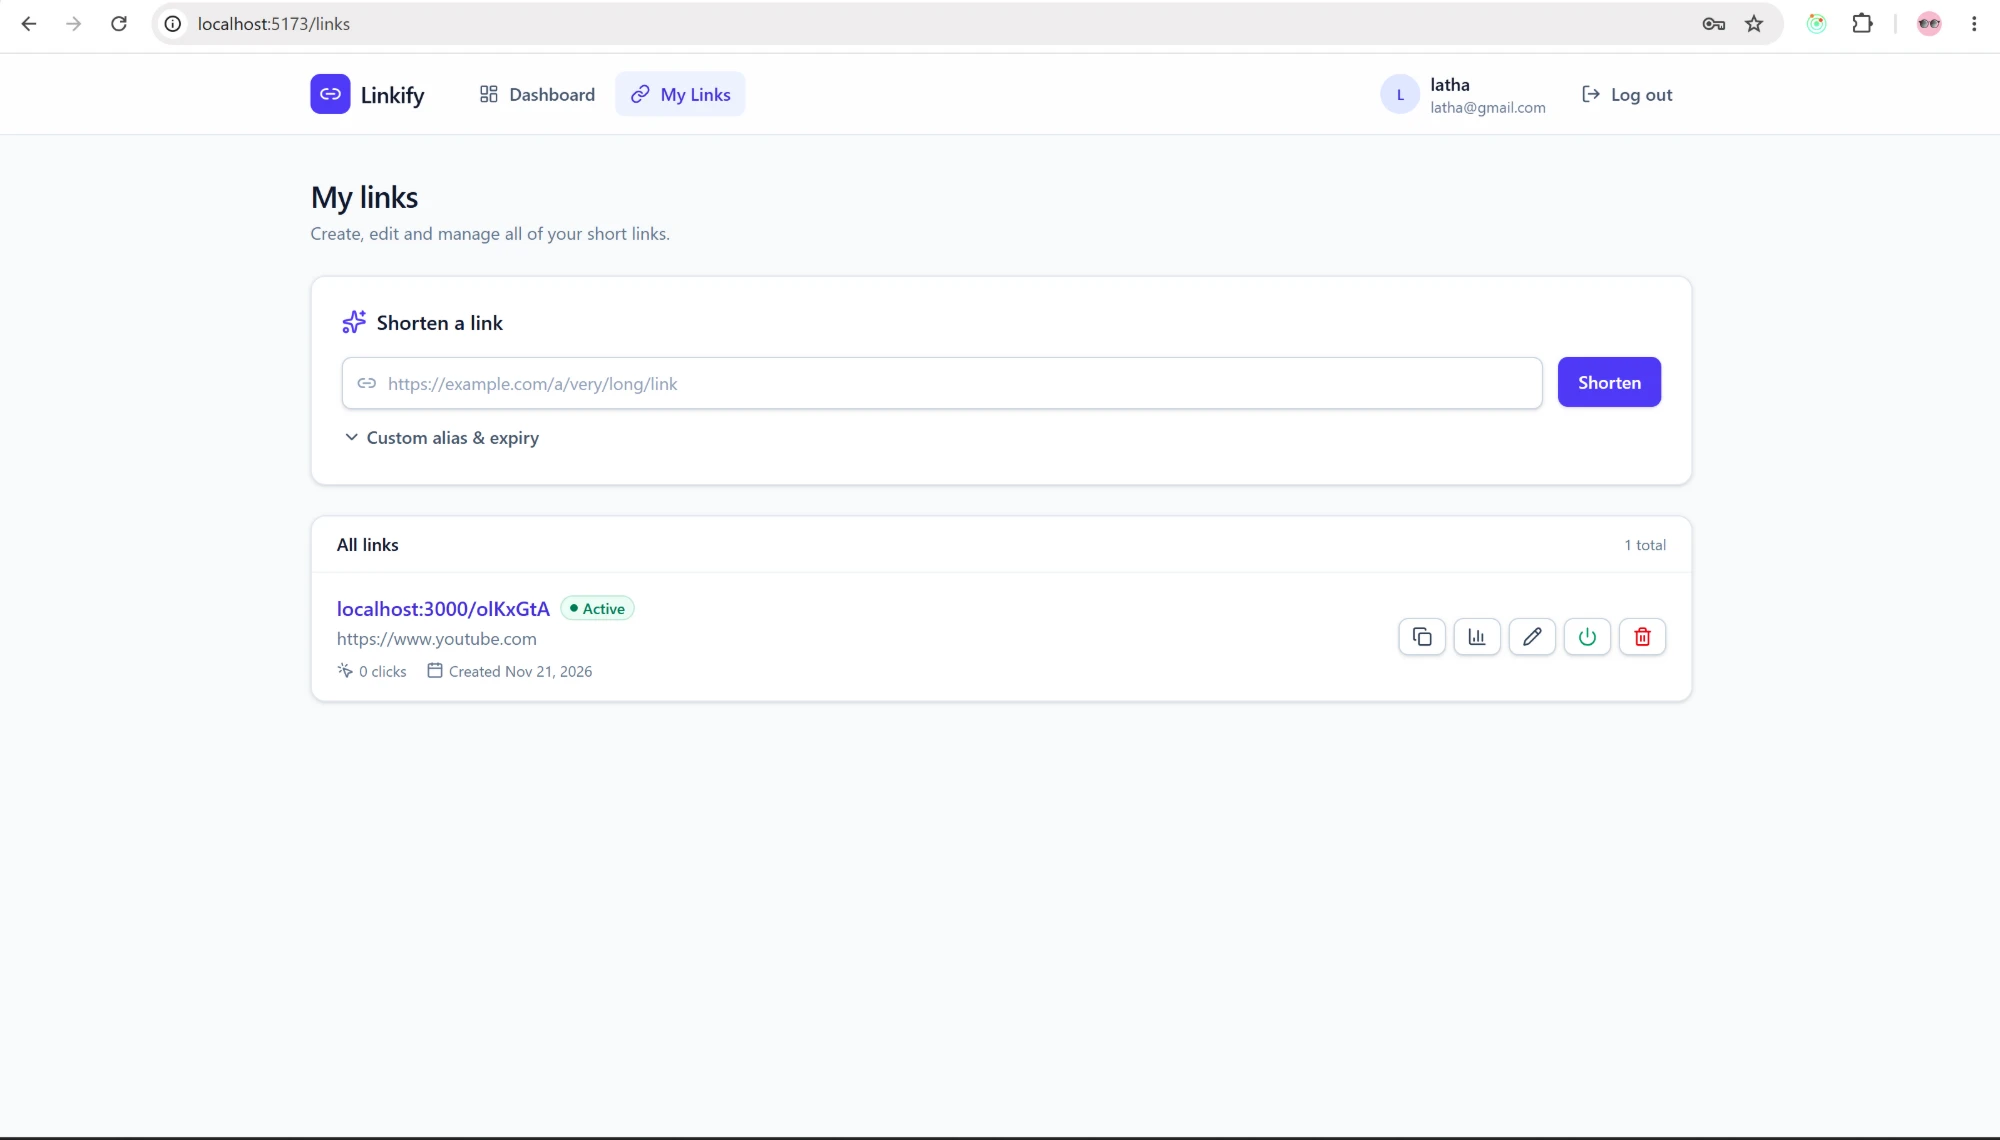 localhost:5173/links
Linkify
Dashboard
My Links
L
latha
latha@gmail.com
Log out
My links
Create, edit and manage all of your short links.
Shorten a link
https://example.com/a/very/long/link
Shorten
Custom alias & expiry
All links
1 total
localhost:3000/olKxGtA
Active
https://www.youtube.com
0 clicks
Created Nov 21, 2026